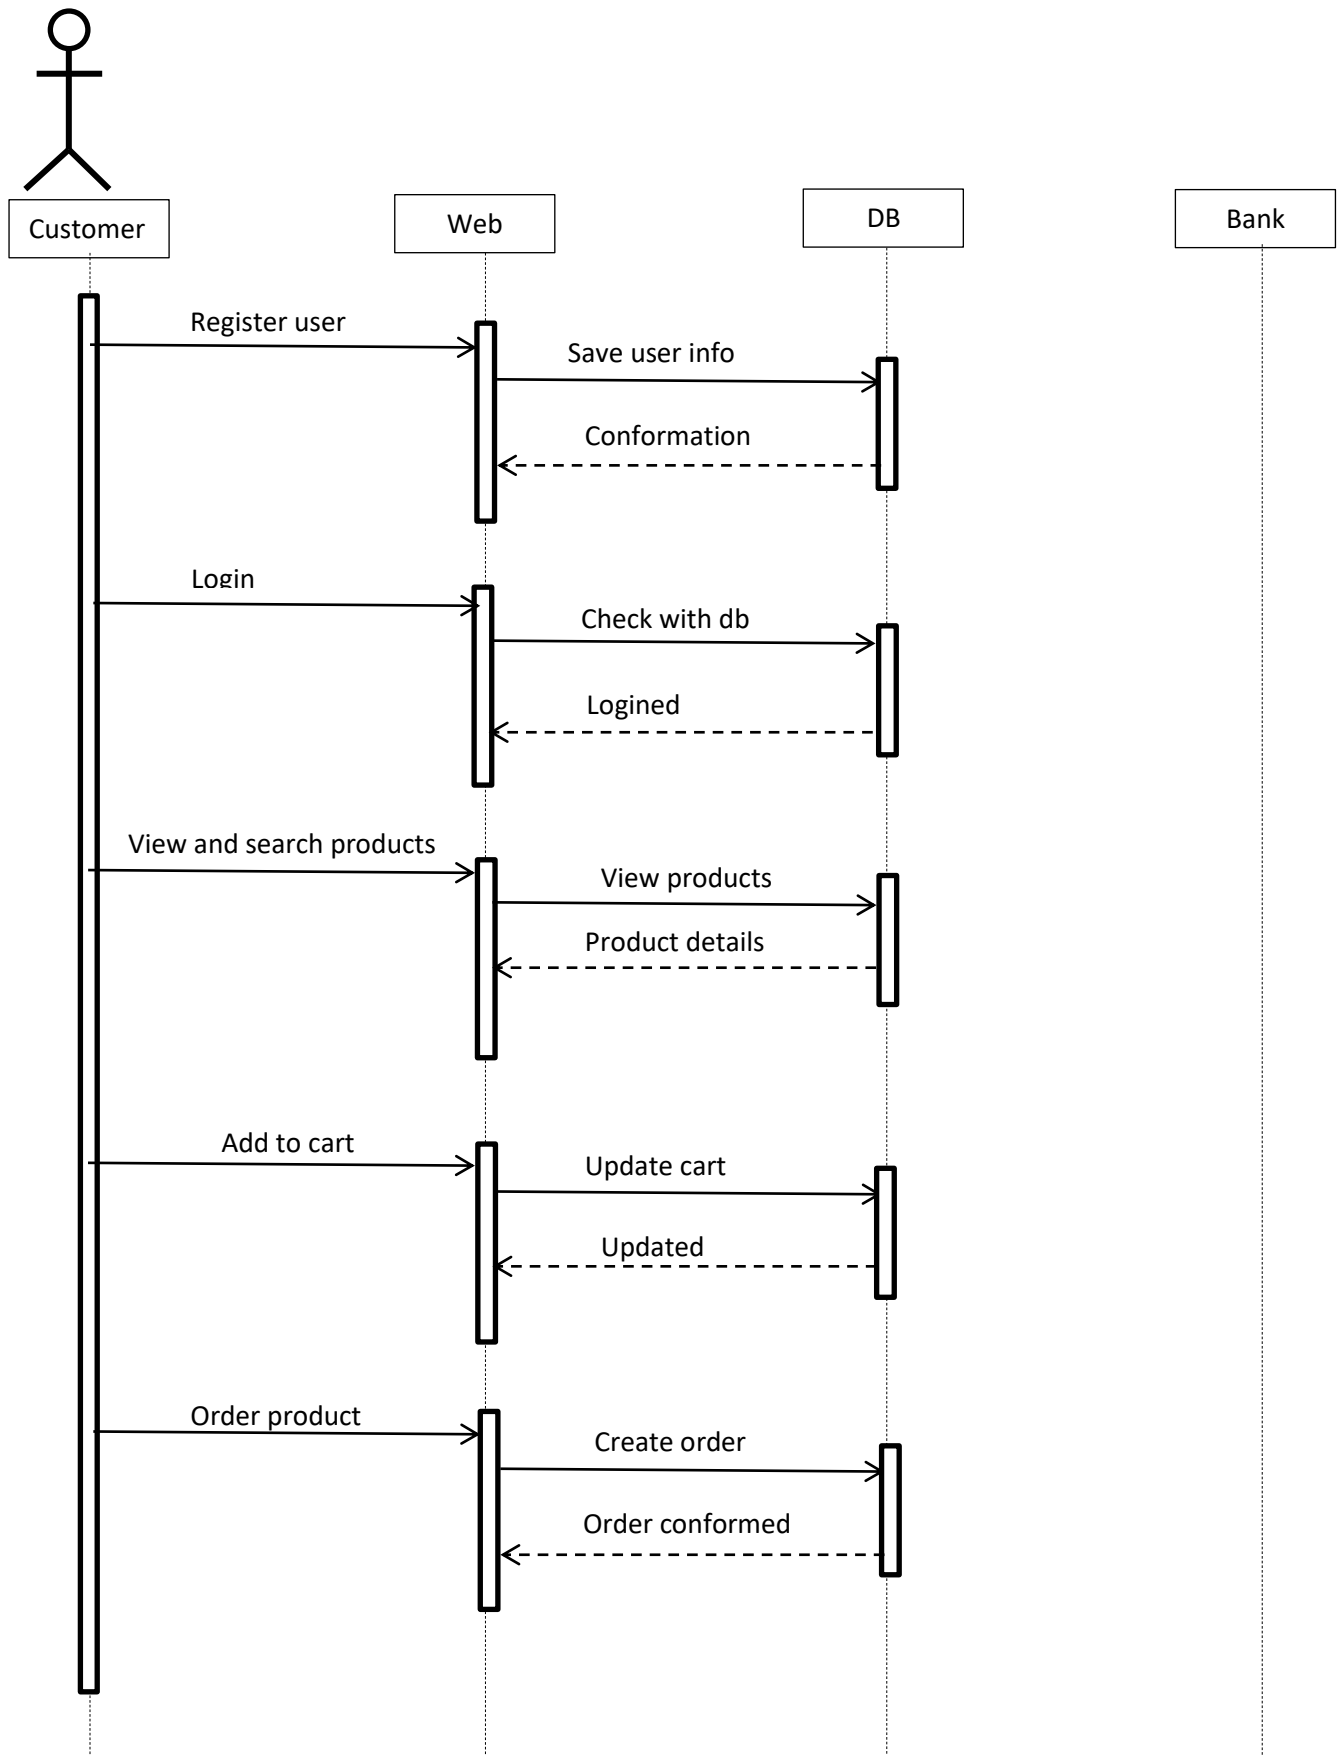 Customer
Web
DB
Bank
Register user
Save user info
Conformation
Login
Check with db
Logined
View and search products
View products
Product details
Add to cart
Update cart
Updated
Order product
Create order
Order conformed